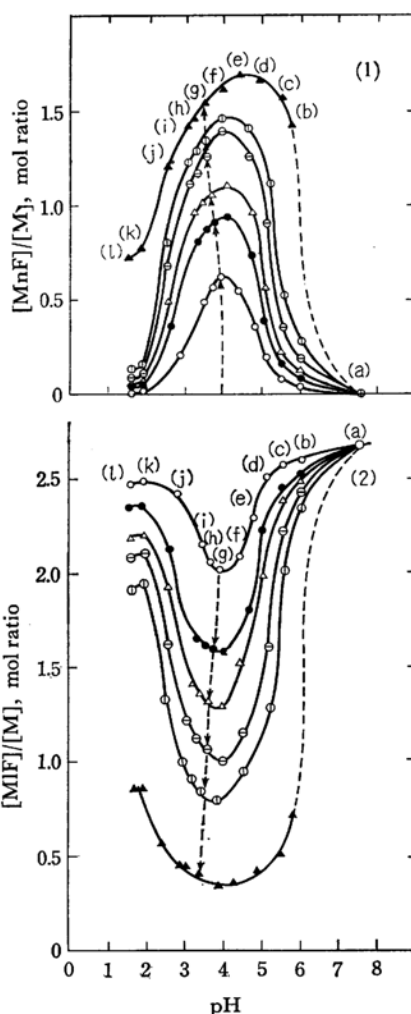 (1)
(e)
(f) (d)
(g) (c)
(h) (b)
(i)
(j)
(k)
(l)
(a)
1.5
1.0
0.5
0
[MnF]/[M], mol ratio
(a)
(b)
(c)
(d)
(2)
(l) (k)
(j)
(e)
(i)
(h) (f)
(g)
2.5
2.0
1.5
1.0
0.5
0
[MIF]/[M], mol ratio
0 1 2 3 4 5 6 7 8
pH